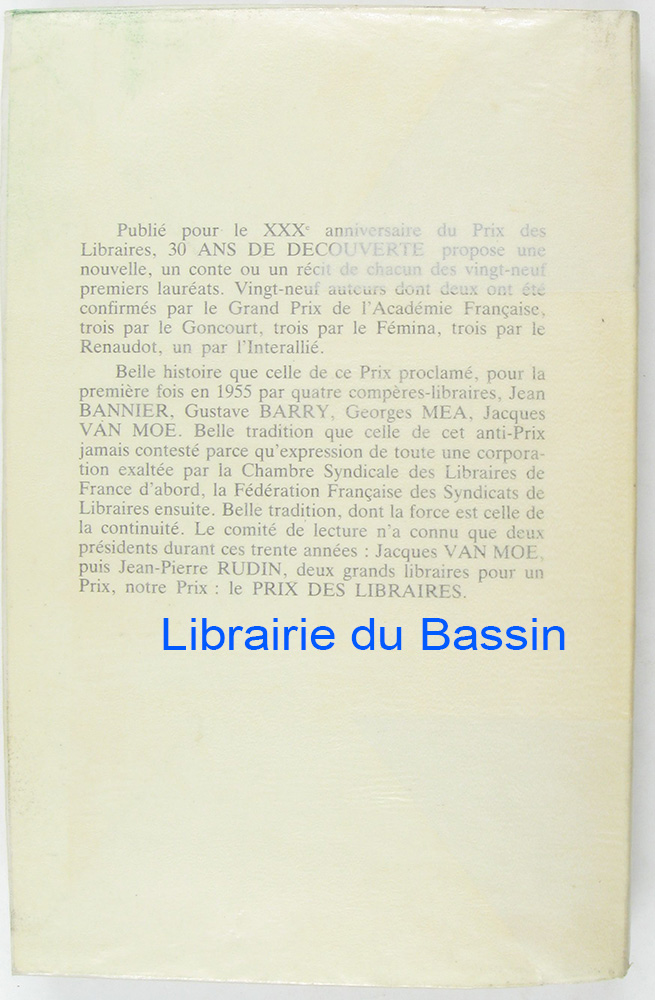 Publié pour le XXXe anniversaire du Prix des
Libraires, 30 ANS DE DECOUVERTE propose une
nouvelle, un conte ou un récit de chacun des vingt-neuf
premiers lauréats. Vingt-neuf auteurs dont deux ont été
confirmés par le Grand Prix de l'Académie Française,
trois par le Goncourt, trois par le Fémina, trois par le
Renaudot, un par l'Interallié.
Belle histoire que celle de ce Prix proclamé, pour la
première fois en 1955 par quatre compères-libraires, Jean
BANNIER, Gustave BARRY, Georges MEA, Jacques
VAN MOE. Belle tradition que celle de cet anti-Prix
jamais contesté parce qu'expression de toute une corpora-
tion exaltée par la Chambre Syndicale des Libraires de
France d'abord, la Fédération Française des Syndicats de
Libraires ensuite. Belle tradition, dont la force est celle de
la continuité. Le comité de lecture n'a connu que deux
présidents durant ces trente années : Jacques VAN MOE,
puis Jean-Pierre RUDIN, deux grands libraires pour un
Prix, notre Prix : le PRIX DES LIBRAIRES.
Librairie du Bassin